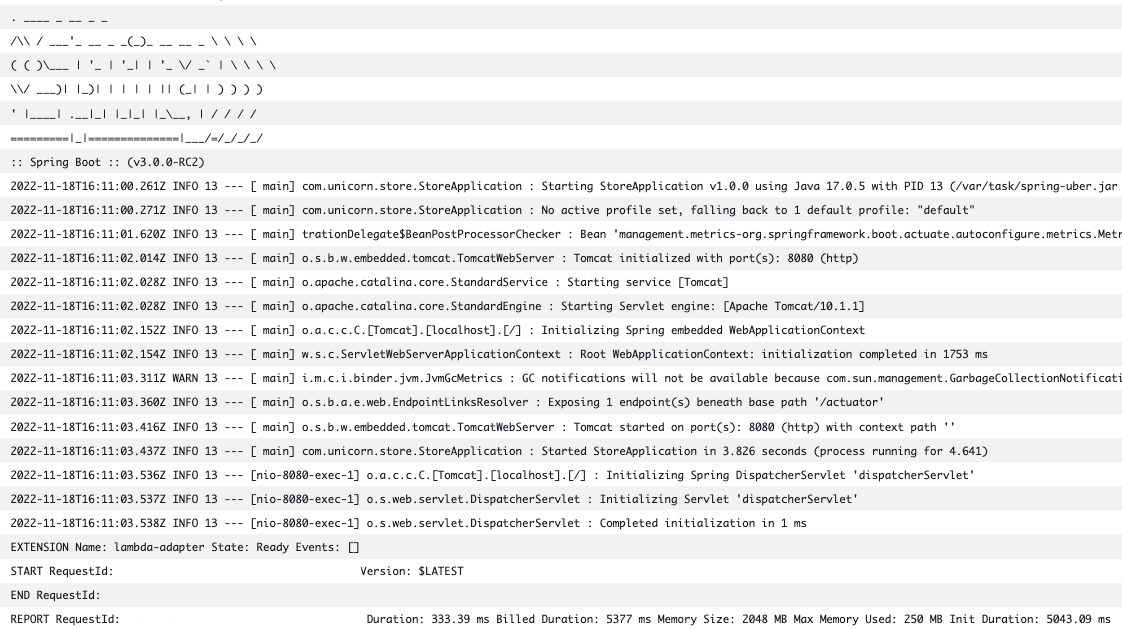 . ____ _ __ _ _
/\\ / ___'_ __ _ _(_)_ __ __ _ \ \ \ \
( ( )\___ | '_ | '_| | '_ \/ _` | \ \ \ \
\\/ ___)| |_)| | | | | || (_| | ) ) ) )
' |____| .__|_| |_|_| |_\__, | / / / /
=========|_|==============|___/=/_/_/_/
:: Spring Boot :: (v3.0.0-RC2)
2022-11-18T16:11:00.261Z INFO 13 --- [ main] com.unicorn.store.StoreApplication : Starting StoreApplication v1.0.0 using Java 17.0.5 with PID 13 (/var/task/spring-uber.jar
2022-11-18T16:11:00.271Z INFO 13 --- [ main] com.unicorn.store.StoreApplication : No active profile set, falling back to 1 default profile: "default"
2022-11-18T16:11:01.620Z INFO 13 --- [ main] trationDelegate$BeanPostProcessorChecker : Bean 'management.metrics-org.springframework.boot.actuate.autoconfigure.metrics.Metr
2022-11-18T16:11:02.014Z INFO 13 --- [ main] o.s.b.w.embedded.tomcat.TomcatWebServer : Tomcat initialized with port(s): 8080 (http)
2022-11-18T16:11:02.028Z INFO 13 --- [ main] o.apache.catalina.core.StandardService : Starting service [Tomcat]
2022-11-18T16:11:02.028Z INFO 13 --- [ main] o.apache.catalina.core.StandardEngine : Starting Servlet engine: [Apache Tomcat/10.1.1]
2022-11-18T16:11:02.152Z INFO 13 --- [ main] o.a.c.c.C.[Tomcat].[localhost].[/] : Initializing Spring embedded WebApplicationContext
2022-11-18T16:11:02.154Z INFO 13 --- [ main] w.s.c.ServletWebServerApplicationContext : Root WebApplicationContext: initialization completed in 1753 ms
2022-11-18T16:11:03.311Z WARN 13 --- [ main] i.m.c.i.binder.jvm.JvmGcMetrics : GC notifications will not be available because com.sun.management.GarbageCollectionNotificati
2022-11-18T16:11:03.360Z INFO 13 --- [ main] o.s.b.a.e.web.EndpointLinksResolver : Exposing 1 endpoint(s) beneath base path '/actuator'
2022-11-18T16:11:03.416Z INFO 13 --- [ main] o.s.b.w.embedded.tomcat.TomcatWebServer : Tomcat started on port(s): 8080 (http) with context path ''
2022-11-18T16:11:03.437Z INFO 13 --- [ main] com.unicorn.store.StoreApplication : Started StoreApplication in 3.826 seconds (process running for 4.641)
2022-11-18T16:11:03.536Z INFO 13 --- [nio-8080-exec-1] o.a.c.c.C.[Tomcat].[localhost].[/] : Initializing Spring DispatcherServlet 'dispatcherServlet'
2022-11-18T16:11:03.537Z INFO 13 --- [nio-8080-exec-1] o.s.web.servlet.DispatcherServlet : Initializing Servlet 'dispatcherServlet'
2022-11-18T16:11:03.538Z INFO 13 --- [nio-8080-exec-1] o.s.web.servlet.DispatcherServlet : Completed initialization in 1 ms
EXTENSION Name: lambda-adapter State: Ready Events: []
START RequestId: Version: $LATEST
END RequestId:
REPORT RequestId: Duration: 333.39 ms Billed Duration: 5377 ms Memory Size: 2048 MB Max Memory Used: 250 MB Init Duration: 5043.09 ms